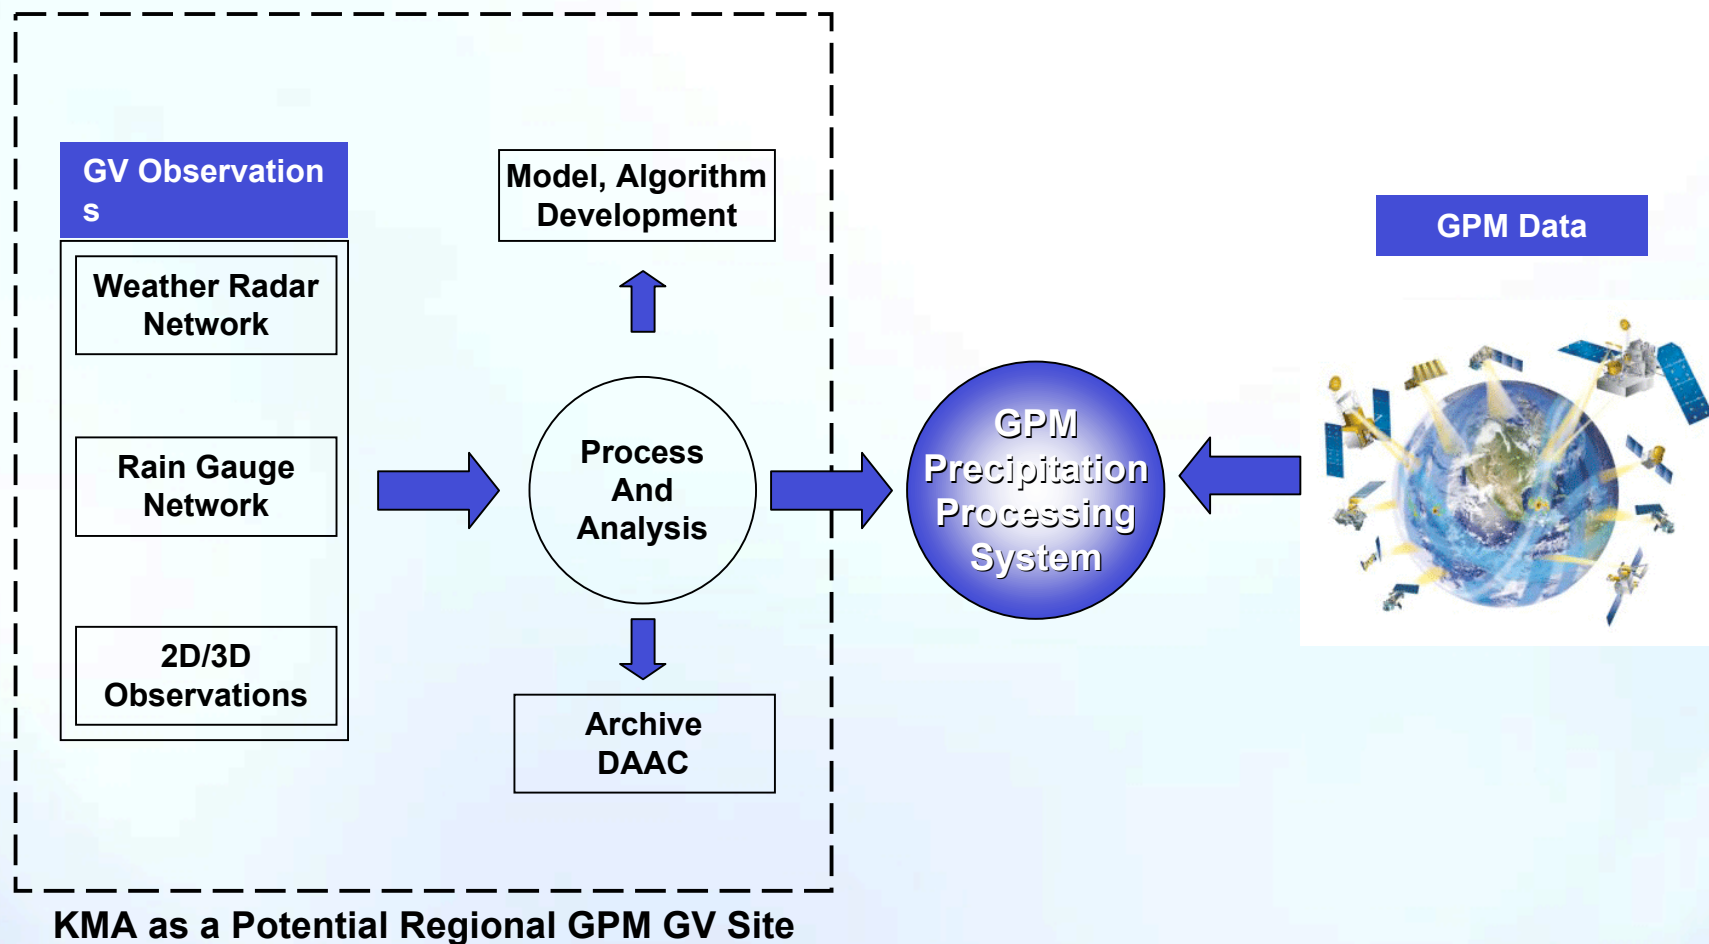 GV Observation
s
Weather Radar
Network
Rain Gauge
Network
2D/3D
Observations
Model, Algorithm
Development
Process
And
Analysis
Archive
DAAC
GPM
Precipitation
Processing
System
GPM Data
KMA as a Potential Regional GPM GV Site